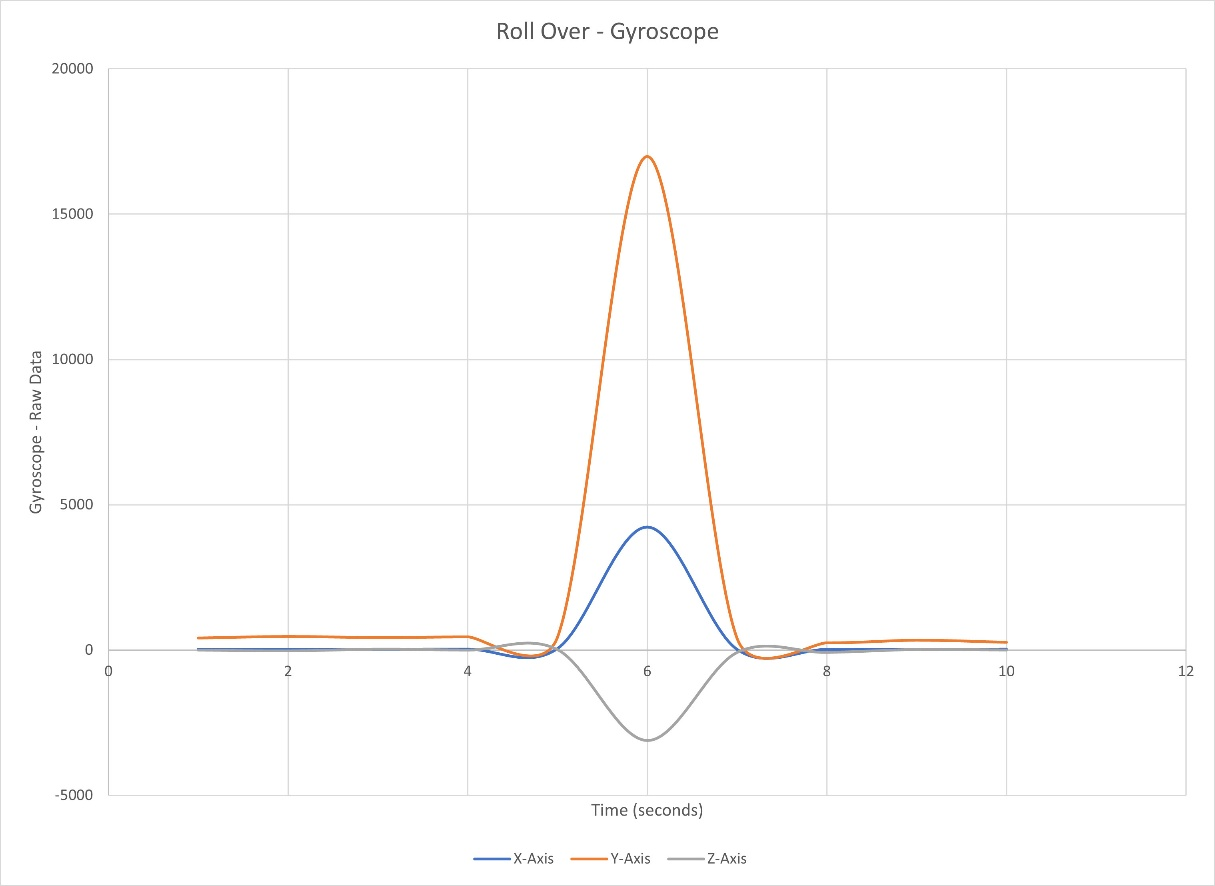 Roll Over - Gyroscope
20000
15000
10000
5000
0
-5000
Gyroscope - Raw Data
0 2 4 6 8 10 12
Time (seconds)
X-Axis Y-Axis Z-Axis